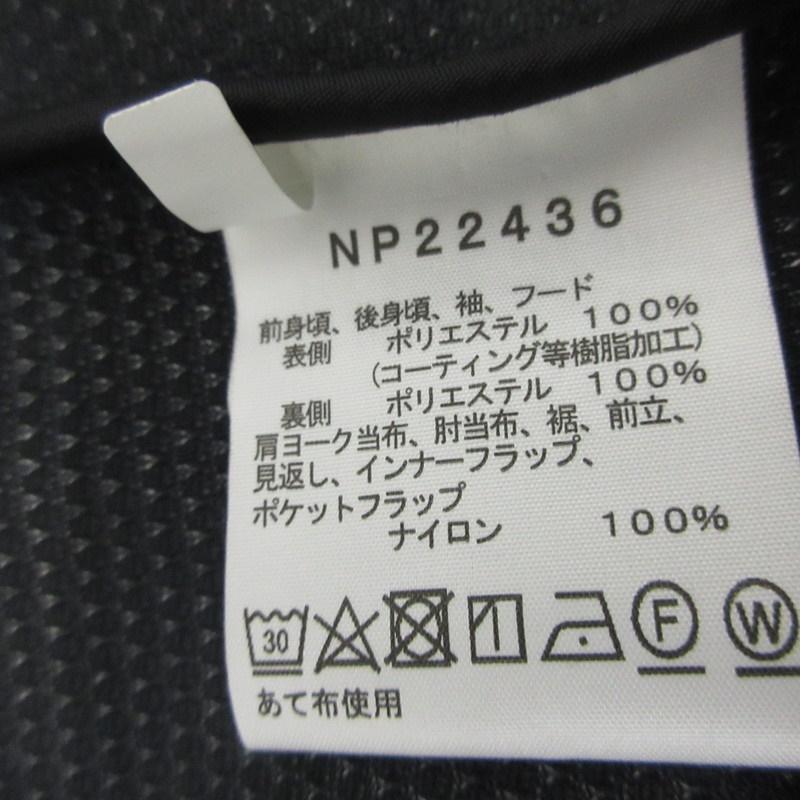 NP22436
前身頃、後身頃、袖、フード
表側 ポリエステル 100%
(コーティング等樹脂加工)
裏側 ポリエステル 100%
肩ヨーク当布、肘当布、裾、前立、
見返し、インナーフラップ、
ポケットフラップ
ナイロン 100%
30 F W
あて布使用